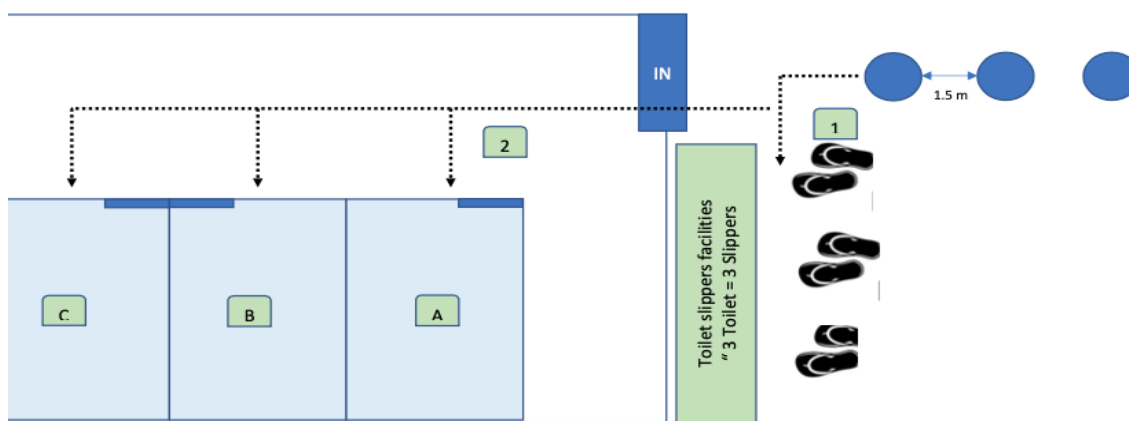 IN
1.5 m
1
2
C
B
A
Toilet slippers facilities
“ 3 Toilet = 3 Slippers